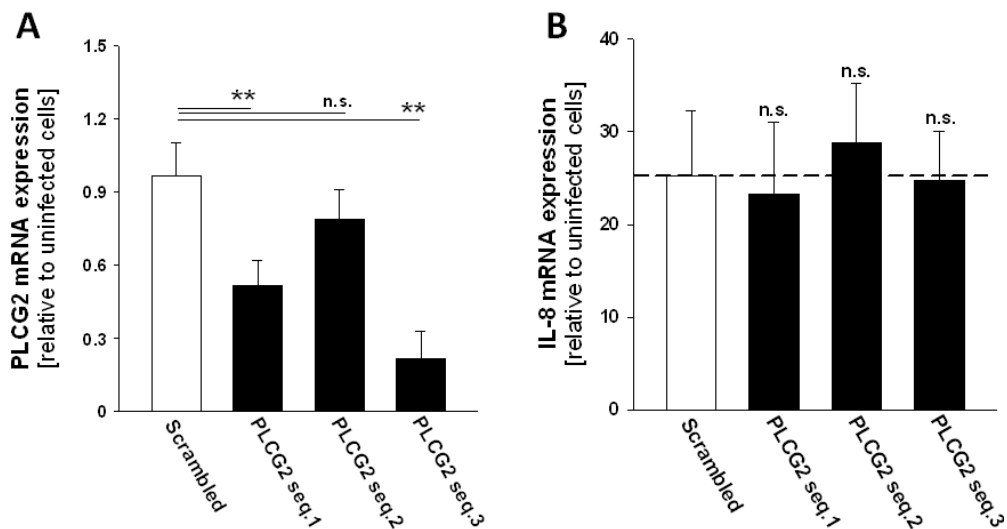 A
PLCG2 mRNA expression
[relative to uninfected cells]
1.5
1.2
0.9
0.6
0.3
0
**
n.s.
**
Scrambled
PLCG2 seq.1
PLCG2 seq.2
PLCG2 seq.3
B
IL-8 mRNA expression
[relative to uninfected cells]
40
30
20
10
0
n.s.
n.s.
n.s.
Scrambled
PLCG2 seq.1
PLCG2 seq.2
PLCG2 seq.3